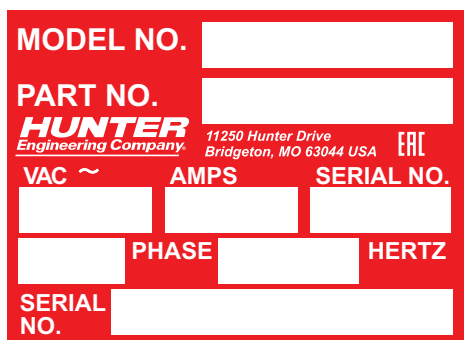 MODEL NO.
PART NO.
HUNTER
Engineering Company®
11250 Hunter Drive
Bridgeton, MO 63044 USA
EAC
VAC ~ AMPS SERIAL NO.
PHASE HERTZ
SERIAL
NO.